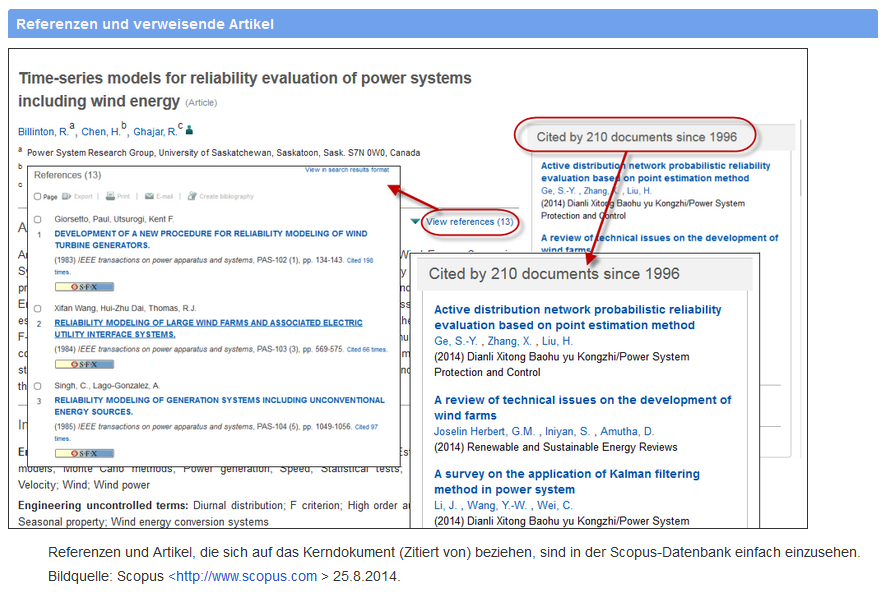 Referenzen und verweisende Artikel
Time-series models for reliability evaluation of power systems
including wind energy (Article)
Billinton, R.a, Chen, H.b, Ghajar, R.c
a Power System Research Group, University of Saskatchewan, Saskatoon, Sask. S7N 0W0, Canada
b
c
References (13)
View in search results format
Page Export | Print | E-mail | Create bibliography
Giorsetto, Paul, Utsurogi, Kent F.
1 DEVELOPMENT OF A NEW PROCEDURE FOR RELIABILITY MODELING OF WIND
TURBINE GENERATORS.
(1983) IEEE transactions on power apparatus and systems, PAS-102 (1), pp. 134-143. Cited 198
times.
S·F·X
Xifan Wang, Hui-Zhu Dai, Thomas, R.J.
2 RELIABILITY MODELING OF LARGE WIND FARMS AND ASSOCIATED ELECTRIC
UTILITY INTERFACE SYSTEMS.
(1984) IEEE transactions on power apparatus and systems, PAS-103 (3), pp. 569-575. Cited 66 times.
S·F·X
Singh, C., Lago-Gonzalez, A.
3 RELIABILITY MODELING OF GENERATION SYSTEMS INCLUDING UNCONVENTIONAL
ENERGY SOURCES.
(1985) IEEE transactions on power apparatus and systems, PAS-104 (5), pp. 1049-1056. Cited 97
times.
S·F·X
View references (13)
models; Monte Carlo methods; Power generation; Speed; Statistical tests;
Velocity; Wind; Wind power
Engineering uncontrolled terms: Diurnal distribution; F criterion; High order
Seasonal property; Wind energy conversion systems
Cited by 210 documents since 1996
Active distribution network probabilistic reliability
evaluation based on point estimation method
Ge, S.-Y. , Zhang, X. , Liu, H.
(2014) Dianli Xitong Baohu yu Kongzhi/Power System
Protection and Control
A review of technical issues on the development of
wind farms
Cited by 210 documents since 1996
Active distribution network probabilistic reliability
evaluation based on point estimation method
Ge, S.-Y. , Zhang, X. , Liu, H.
(2014) Dianli Xitong Baohu yu Kongzhi/Power System
Protection and Control
A review of technical issues on the development of
wind farms
Joselin Herbert, G.M. , Iniyan, S. , Amutha, D.
(2014) Renewable and Sustainable Energy Reviews
A survey on the application of Kalman filtering
method in power system
Li, J. , Wang, Y.-W. , Wei, C.
(2014) Dianli Xitong Baohu yu Kongzhi/Power System
Referenzen und Artikel, die sich auf das Kerndokument (Zitiert von) beziehen, sind in der Scopus-Datenbank einfach einzusehen.
Bildquelle: Scopus <http://www.scopus.com > 25.8.2014.